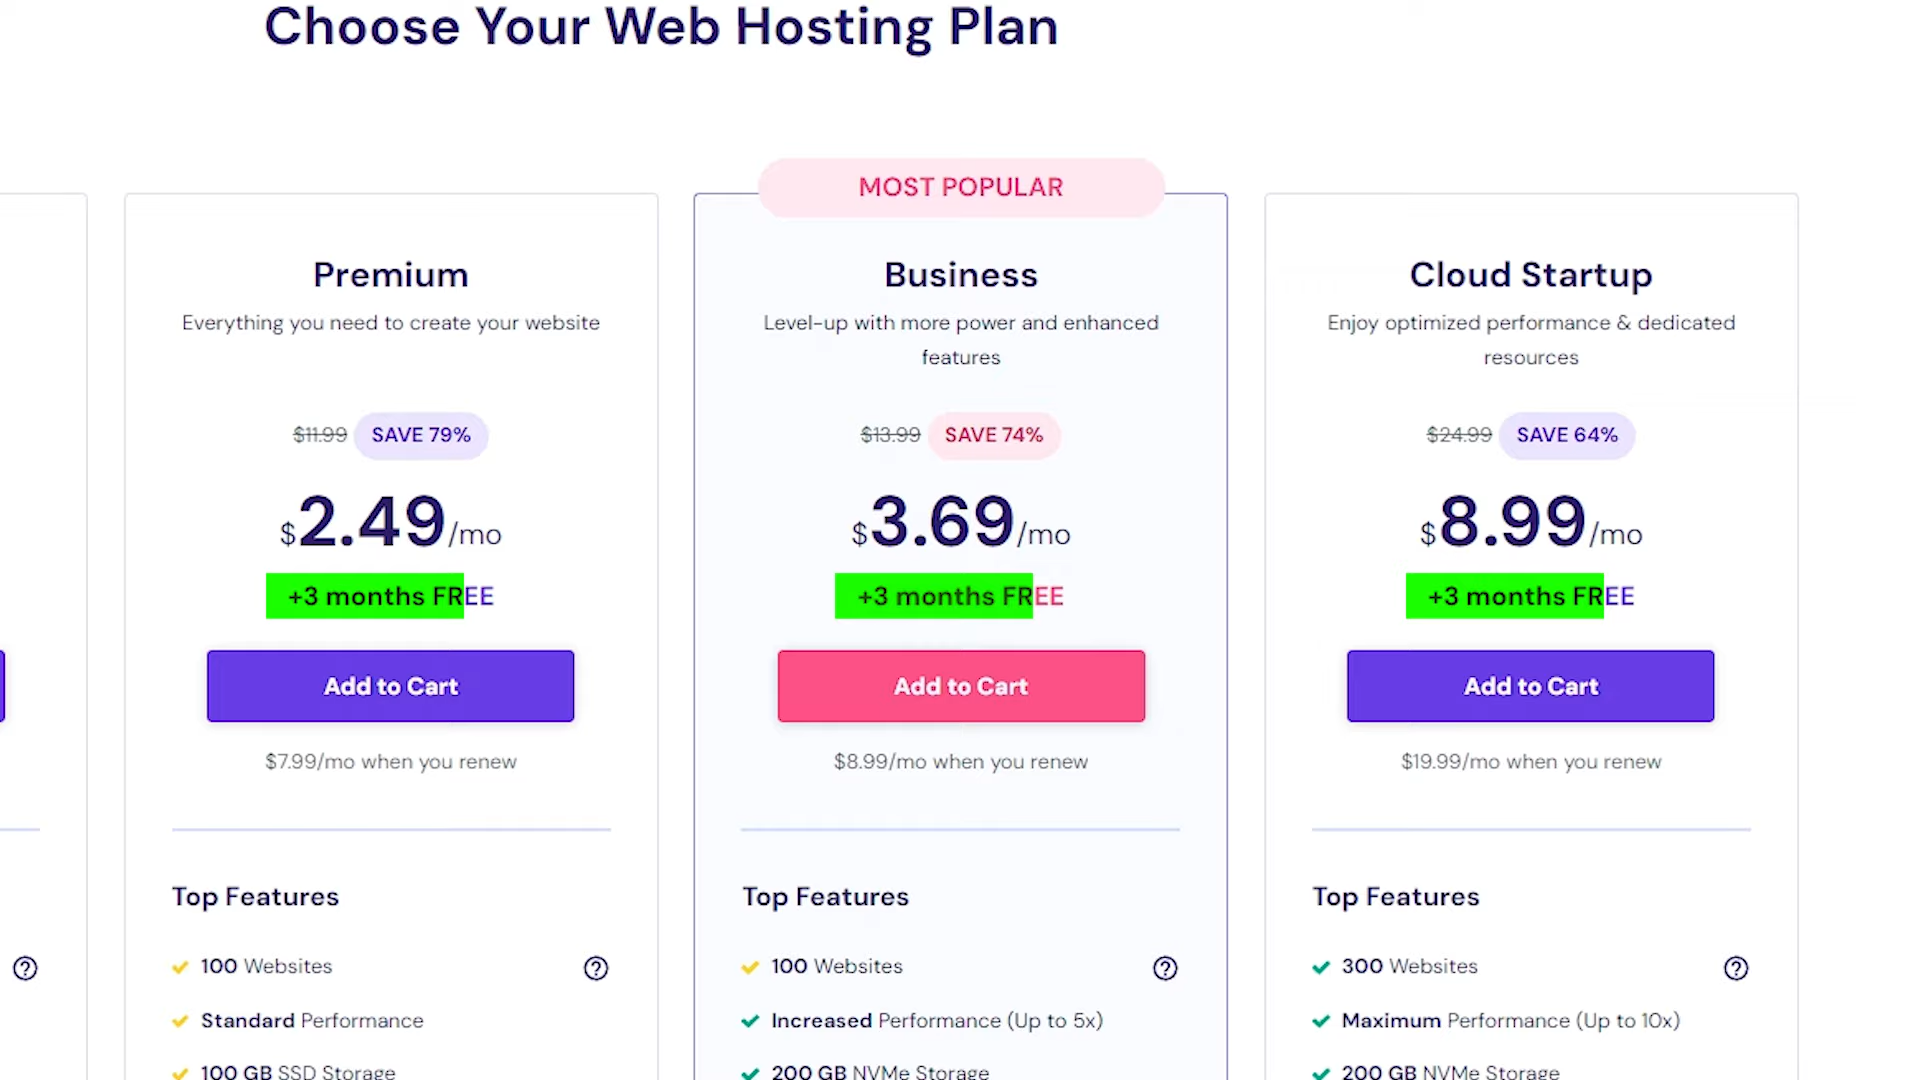 Choose Your Web Hosting Plan
Premium
Everything you need to create your website
$11.99 SAVE 79%
$2.49/mo
+3 months FREE
Add to Cart
$7.99/mo when you renew
Top Features
100 Websites
Standard Performance
100 GB SSD Storage
MOST POPULAR
Business
Level-up with more power and enhanced
features
$13.99 SAVE 74%
$3.69/mo
+3 months FREE
Add to Cart
$8.99/mo when you renew
Top Features
100 Websites
Increased Performance (Up to 5x)
200 GB NVMe Storage
Cloud Startup
Enjoy optimized performance & dedicated
resources
$24.99 SAVE 64%
$8.99/mo
+3 months FREE
Add to Cart
$19.99/mo when you renew
Top Features
300 Websites
Maximum Performance (Up to 10x)
200 GB NVMe Storage